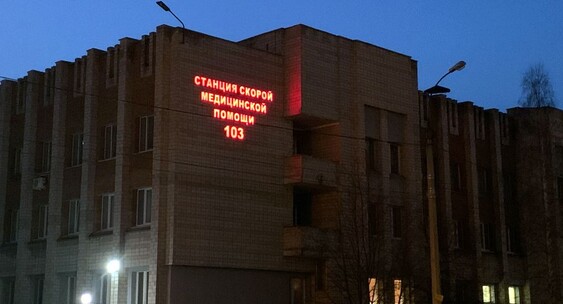 СТАНЦИЯ СКОРОЙ
МЕДИЦИНСКОЙ
ПОМОЩИ
103